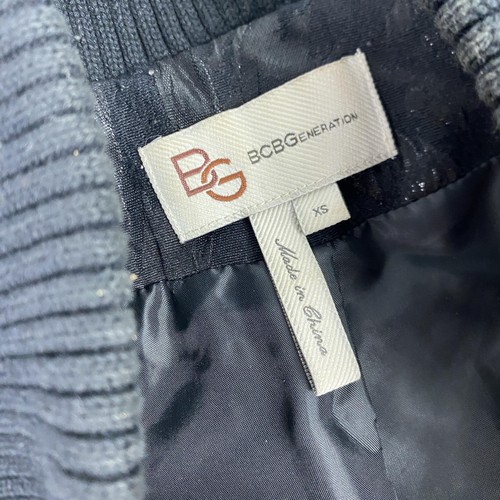 BG
BCBGENERATION
XS
Made in China